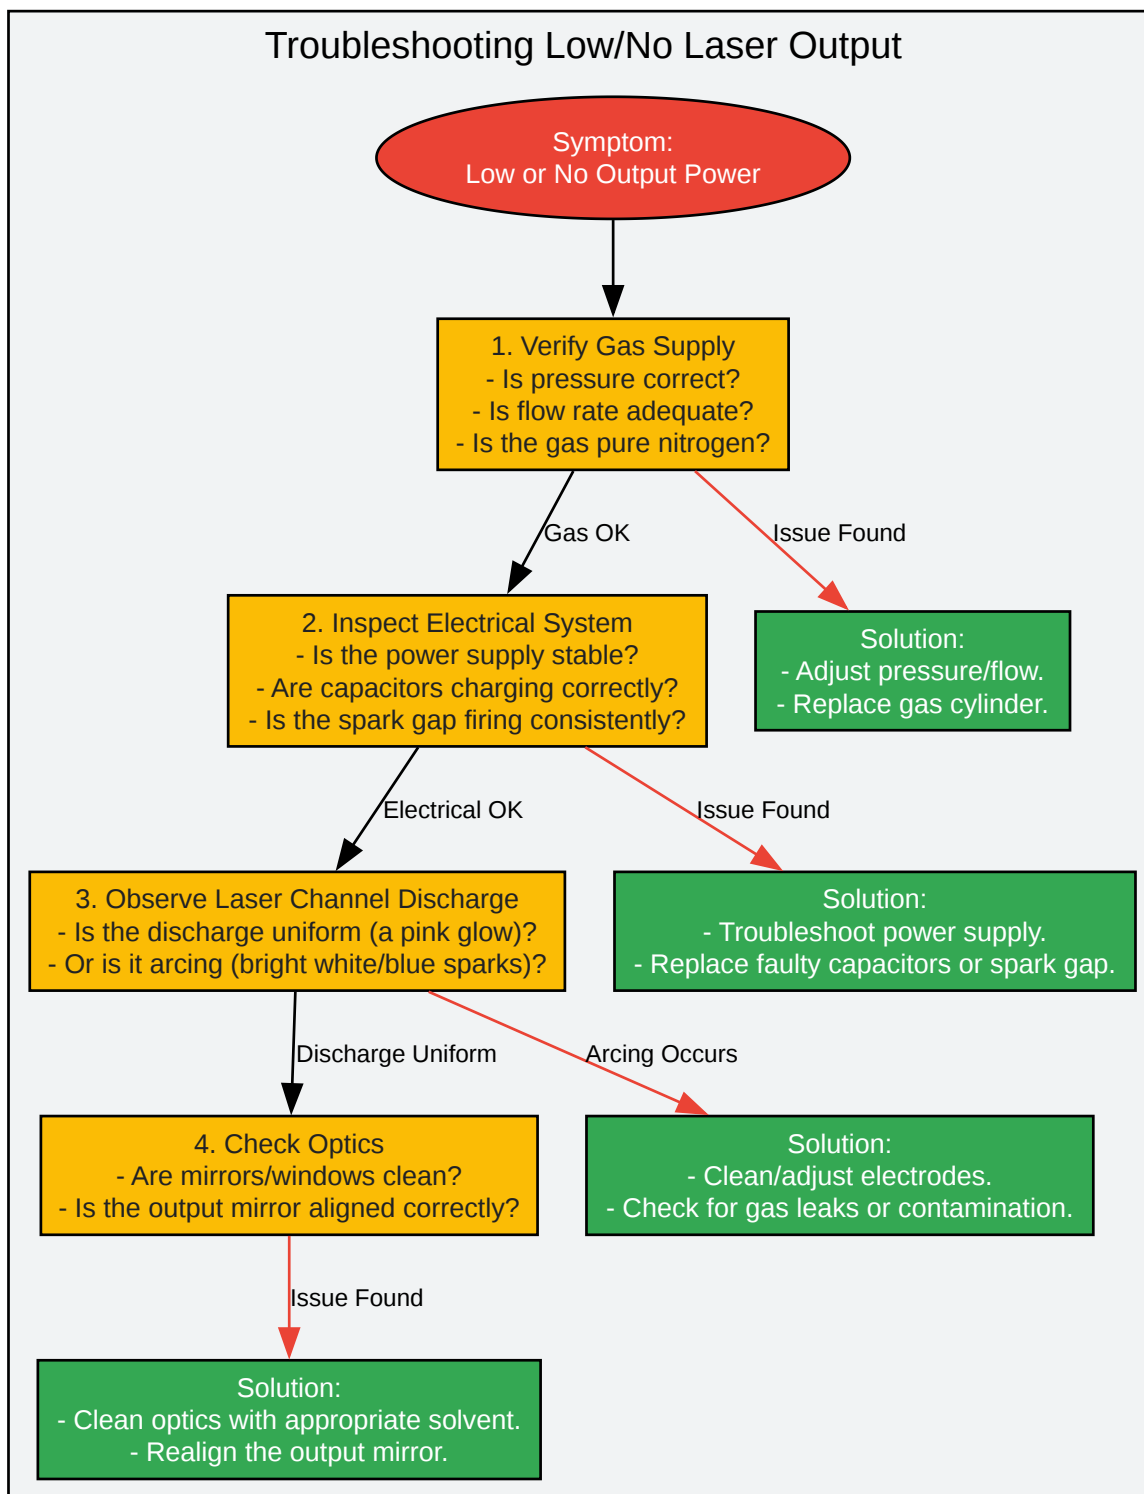 Troubleshooting Low/No Laser Output
Symptom:
Low or No Output Power
1. Verify Gas Supply
- Is pressure correct?
- Is flow rate adequate?
- Is the gas pure nitrogen?
Gas OK
Issue Found
2. Inspect Electrical System
- Is the power supply stable?
- Are capacitors charging correctly?
- Is the spark gap firing consistently?
Solution:
- Adjust pressure/flow.
- Replace gas cylinder.
Electrical OK
Issue Found
3. Observe Laser Channel Discharge
- Is the discharge uniform (a pink glow)?
- Or is it arcing (bright white/blue sparks)?
Solution:
- Troubleshoot power supply.
- Replace faulty capacitors or spark gap.
Discharge Uniform
Arcing Occurs
4. Check Optics
- Are mirrors/windows clean?
- Is the output mirror aligned correctly?
Solution:
- Clean/adjust electrodes.
- Check for gas leaks or contamination.
Issue Found
Solution:
- Clean optics with appropriate solvent.
- Realign the output mirror.